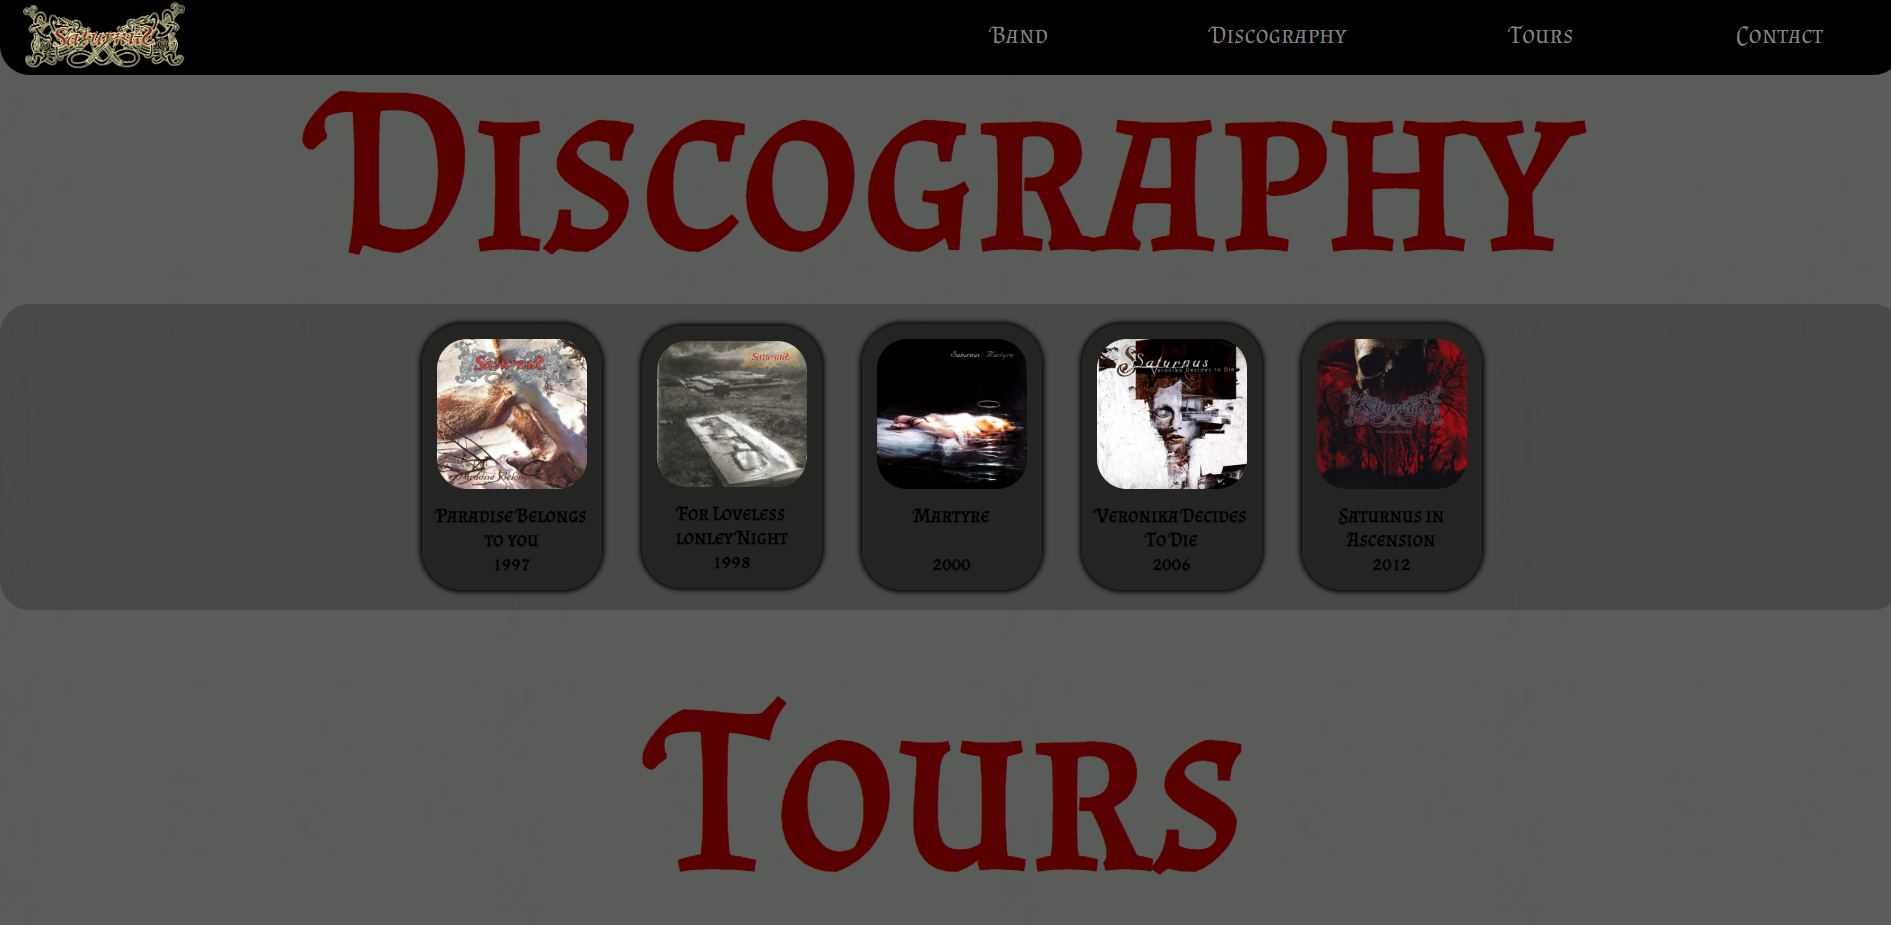 Saturnus
Band Discography Tours Contact
Discography
Saturnus
Paradise Belongs
Saturnus
Saturnus Martyre
Saturnus
Veronika Decides to Die
Saturnus
Paradise Belongs
to you
1997
For Loveless
lonley Night
1998
Martyre
2000
Veronika Decides
To Die
2006
Saturnus in
Ascension
2012
Tours